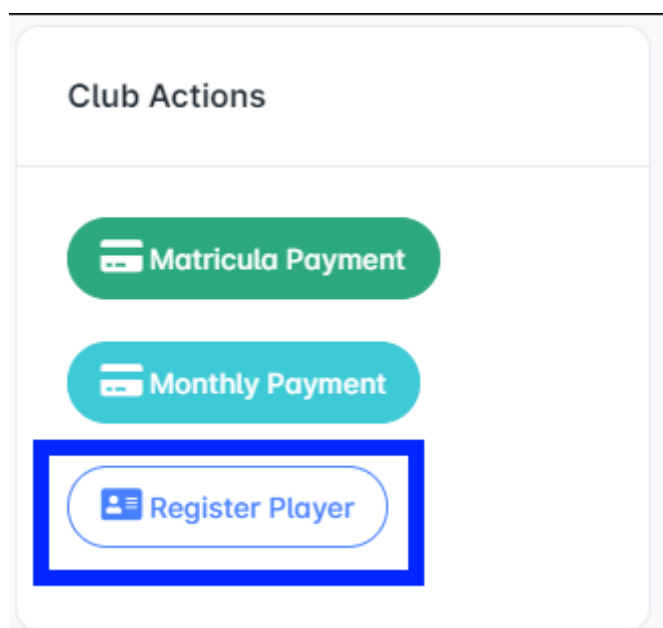 Club Actions
Matricula Payment
Monthly Payment
Register Player